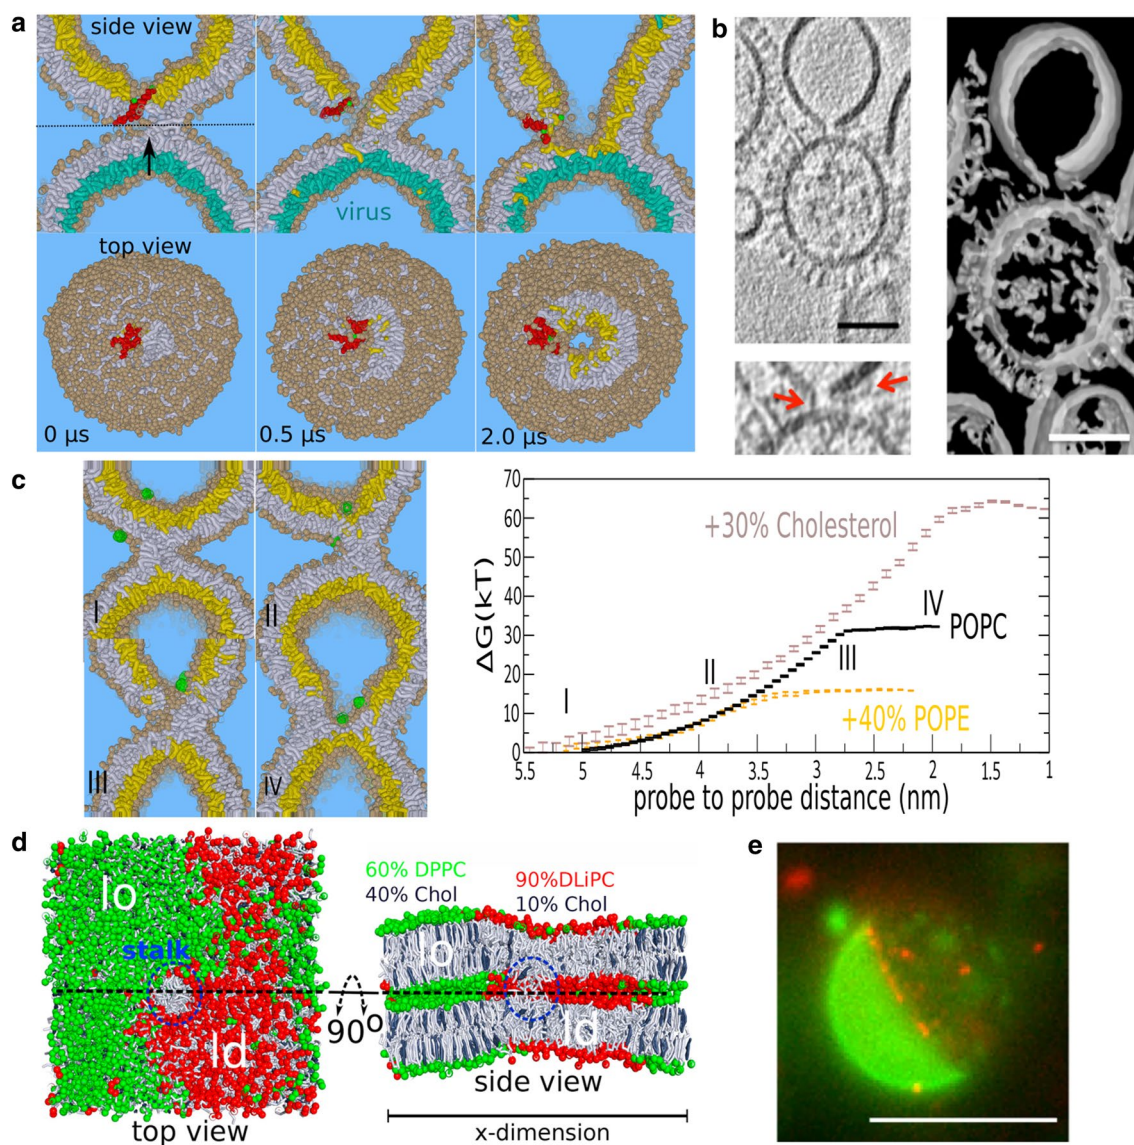 a
side view
virus
top view
0 µs
0.5 µs
2.0 µs
b
c
I
II
III
IV
70
60
50
40
30
20
10
0
ΔG(kT)
+30% Cholesterol
I
II
III
IV
POPC
+40% POPE
5.5
5
4.5
4
3.5
3
2.5
2
1.5
1
probe to probe distance (nm)
d
lo
stalk
ld
top view
90º
60% DPPC
40% Chol
90%DLiPC
10% Chol
lo
ld
side view
x-dimension
e